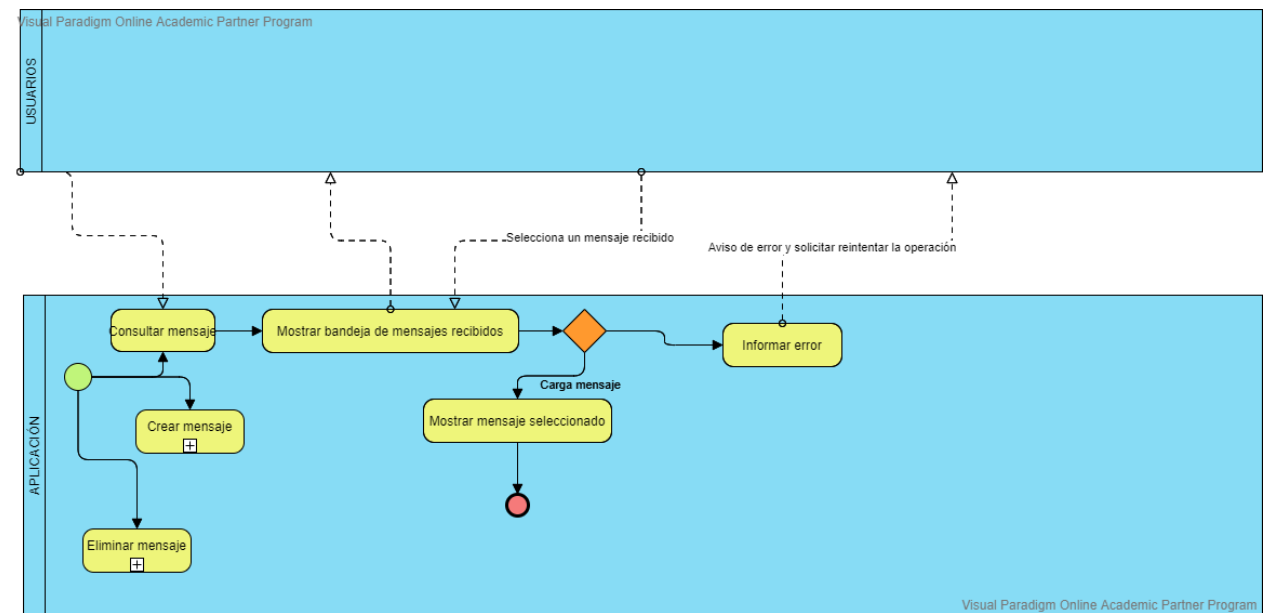 Visual Paradigm Online Academic Partner Program
USUARIOS
Selecciona un mensaje recibido
Aviso de error y solicitar reintentar la operación
APLICACIÓN
Consultar mensaje
Mostrar bandeja de mensajes recibidos
Informar error
Carga mensaje
Crear mensaje
Mostrar mensaje seleccionado
Eliminar mensaje
Visual Paradigm Online Academic Partner Program